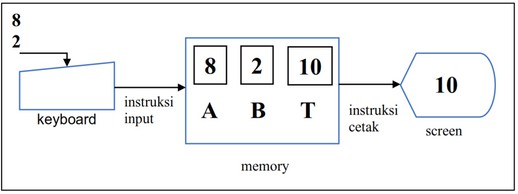 8
2
keyboard
instruksi
input
8 2 10
A B T
memory
instruksi
cetak
10
screen